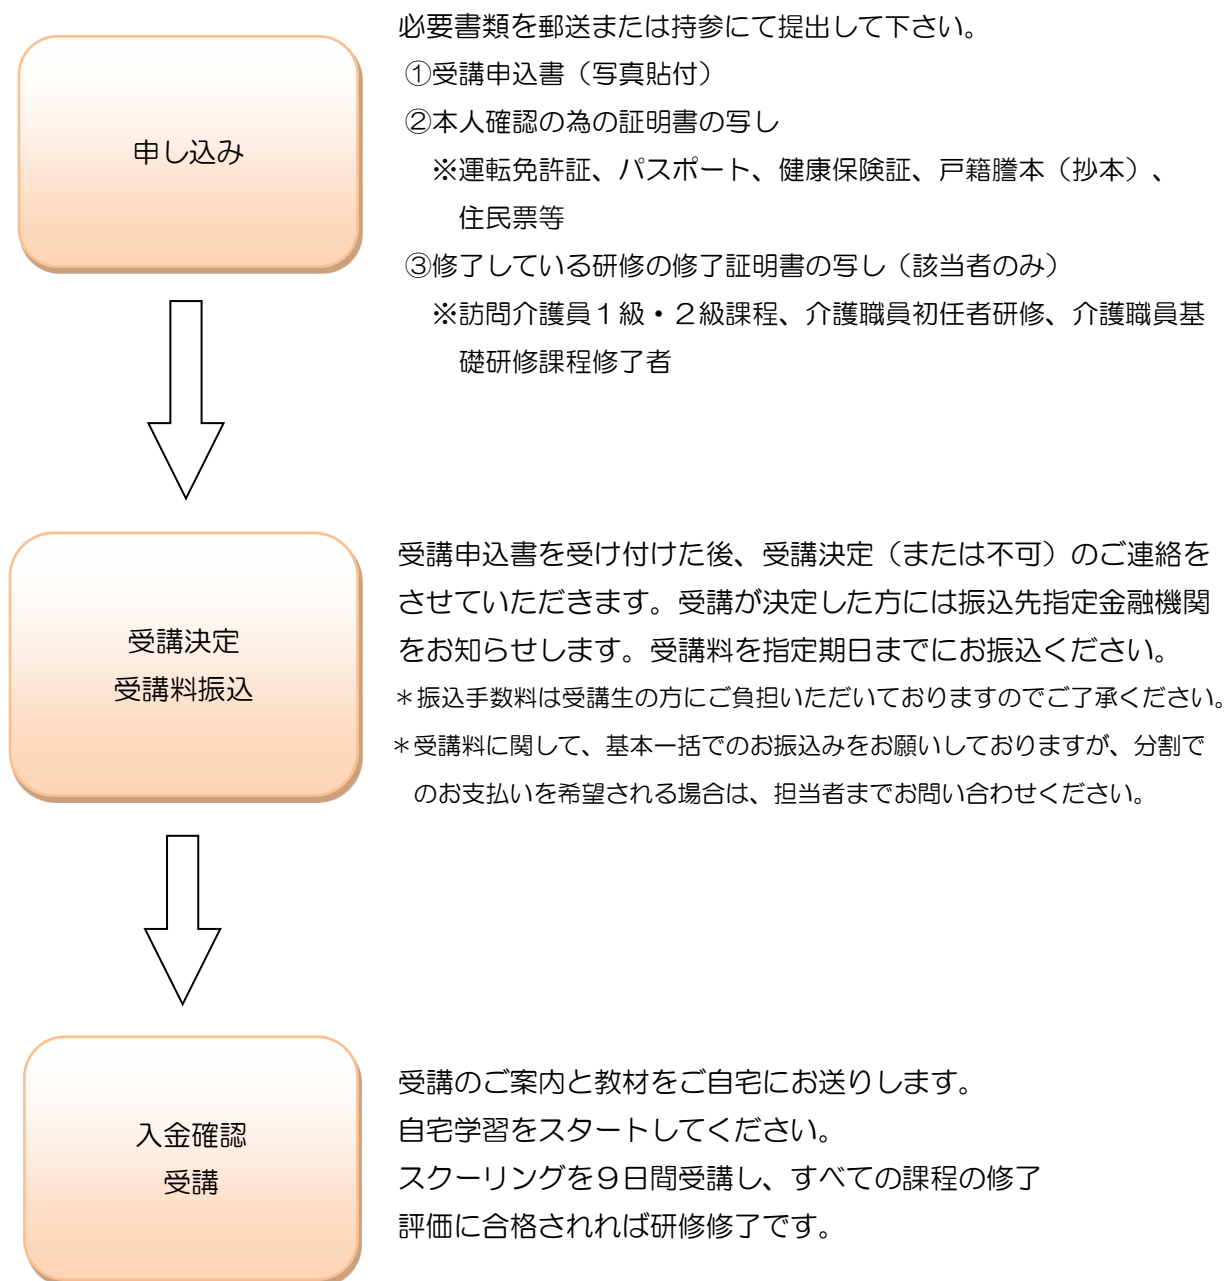 申し込み
必要書類を郵送または持参にて提出して下さい。
①受講申込書（写真貼付）
②本人確認の為の証明書の写し
※運転免許証、パスポート、健康保険証、戸籍謄本（抄本）、
住民票等
③修了している研修の修了証明書の写し（該当者のみ）
※訪問介護員１級・２級課程、介護職員初任者研修、介護職員基
礎研修課程修了者
受講決定
受講料振込
受講申込書を受け付けた後、受講決定（または不可）のご連絡を
させていただきます。受講が決定した方には振込先指定金融機関
をお知らせします。受講料を指定期日までにお振込ください。
＊振込手数料は受講生の方にご負担いただいておりますのでご了承ください。
＊受講料に関して、基本一括でのお振込みをお願いしておりますが、分割で
のお支払いを希望される場合は、担当者までお問い合わせください。
入金確認
受講
受講のご案内と教材をご自宅にお送りします。
自宅学習をスタートしてください。
スクーリングを９日間受講し、すべての課程の修了
評価に合格されれば研修修了です。